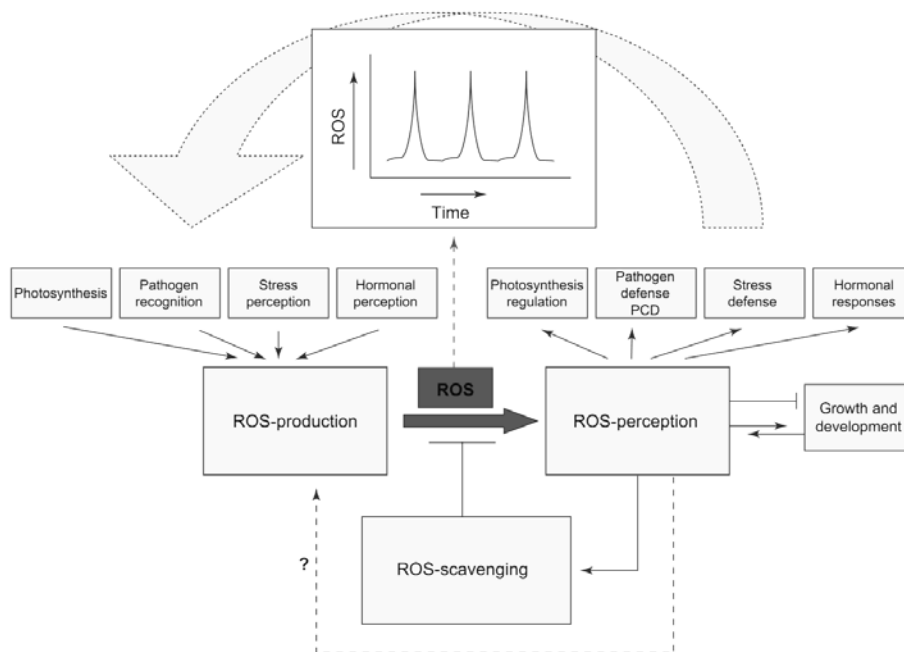 ROS
Time
Photosynthesis
Pathogen
recognition
Stress
perception
Hormonal
perception
Photosynthesis
regulation
Pathogen
defense
PCD
Stress
defense
Hormonal
responses
ROS-production
ROS
ROS-perception
Growth and
development
?
ROS-scavenging